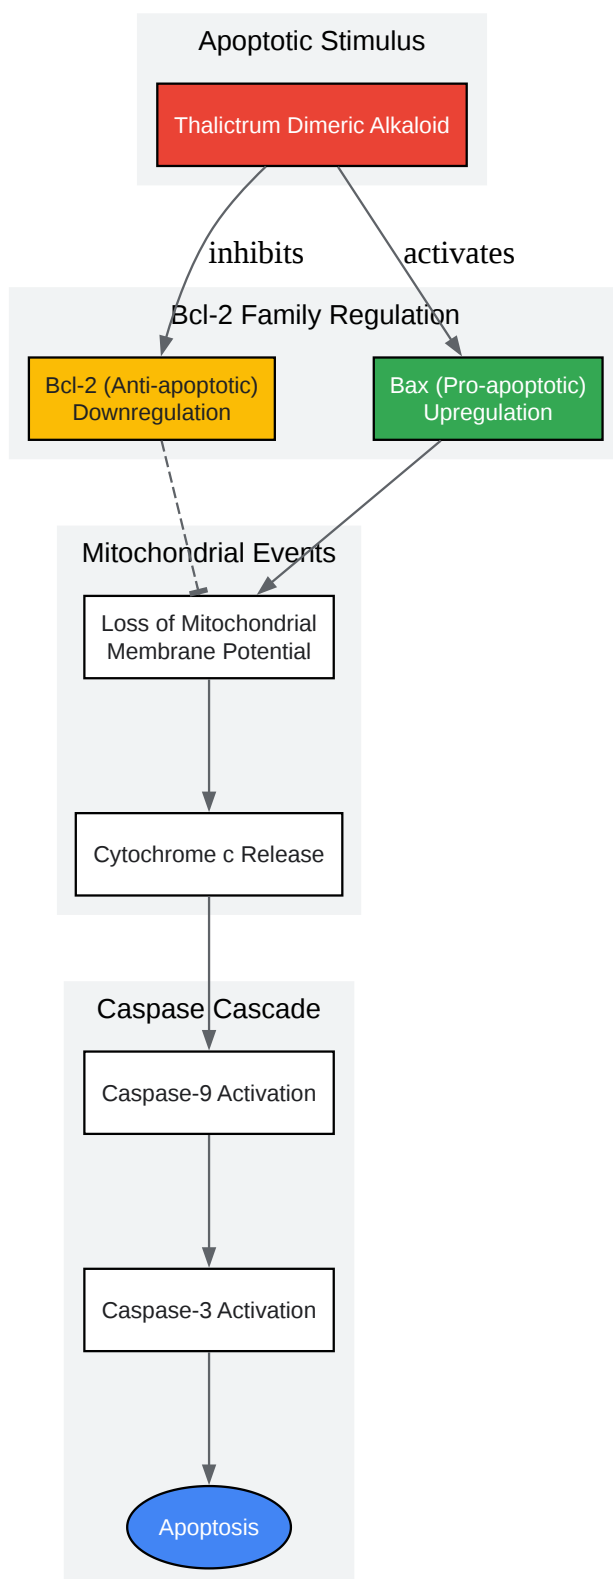 Apoptotic Stimulus
Thalictrum Dimeric Alkaloid
inhibits
activates
Bcl-2 Family Regulation
Bcl-2 (Anti-apoptotic)
Downregulation
Bax (Pro-apoptotic)
Upregulation
Mitochondrial Events
Loss of Mitochondrial
Membrane Potential
Cytochrome c Release
Caspase Cascade
Caspase-9 Activation
Caspase-3 Activation
Apoptosis